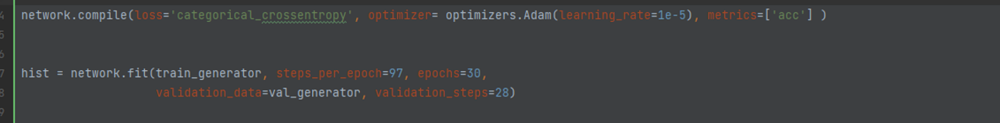 network.compile(loss='categorical_crossentropy', optimizer= optimizers.Adam(learning_rate=1e-5), metrics=['acc'] )
hist = network.fit(train_generator, steps_per_epoch=97, epochs=30,
validation_data=val_generator, validation_steps=28)